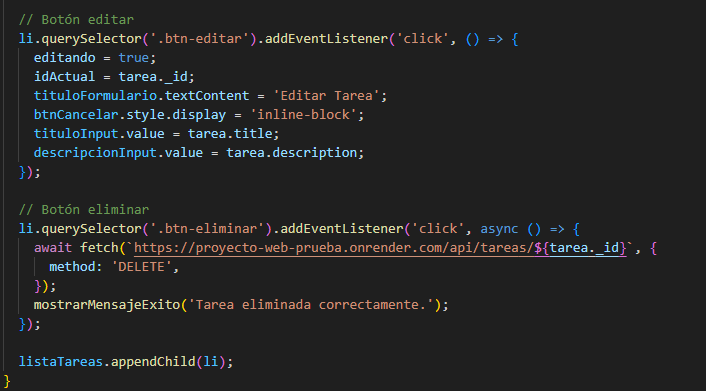 // Botón editar
li.querySelector('.btn-editar').addEventListener('click', () => {
editando = true;
idActual = tarea._id;
tituloFormulario.textContent = 'Editar Tarea';
btnCancelar.style.display = 'inline-block';
tituloInput.value = tarea.title;
descripcionInput.value = tarea.description;
});
// Botón eliminar
li.querySelector('.btn-eliminar').addEventListener('click', async () => {
await fetch(`https://proyecto-web-prueba.onrender.com/api/tareas/${tarea._id}`, {
method: 'DELETE',
});
mostrarMensajeExito('Tarea eliminada correctamente.');
});
listaTareas.appendChild(li);
}